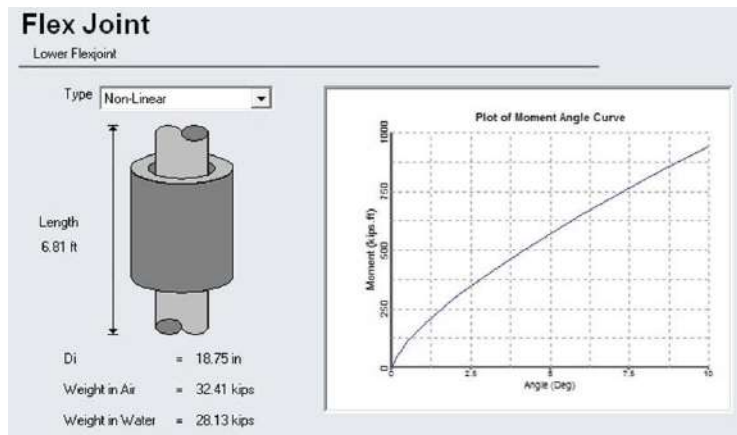 Flex Joint
Lower Flexjoint
Type Non-Linear
Length
6.81 ft
Di = 18.75 in
Weight in Air = 32.41 kips
Weight in Water = 28.13 kips
Plot of Moment Angle Curve
Moment (kips.ft)
1000
750
500
250
0
0 2.5 5 7.5 10
Angle (Deg)